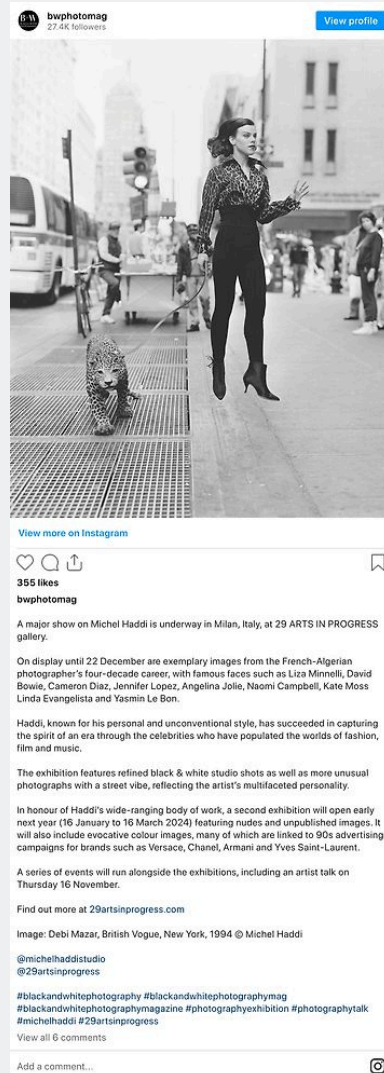 B+W
bwphotomag
27.4K followers
View profile
View more on Instagram
355 likes
bwphotomag
A major show on Michel Haddi is underway in Milan, Italy, at 29 ARTS IN PROGRESS
gallery.
On display until 22 December are exemplary images from the French-Algerian
photographer's four-decade career, with famous faces such as Liza Minnelli, David
Bowie, Cameron Diaz, Jennifer Lopez, Angelina Jolie, Naomi Campbell, Kate Moss
Linda Evangelista and Yasmin Le Bon.
Haddi, known for his personal and unconventional style, has succeeded in capturing
the spirit of an era through the celebrities who have populated the worlds of fashion,
film and music.
The exhibition features refined black & white studio shots as well as more unusual
photographs with a street vibe, reflecting the artist's multifaceted personality.
In honour of Haddi's wide-ranging body of work, a second exhibition will open early
next year (16 January to 16 March 2024) featuring nudes and unpublished images. It
will also include evocative colour images, many of which are linked to 90s advertising
campaigns for brands such as Versace, Chanel, Armani and Yves Saint-Laurent.
A series of events will run alongside the exhibitions, including an artist talk on
Thursday 16 November.
Find out more at 29artsinprogress.com
Image: Debi Mazar, British Vogue, New York, 1994 © Michel Haddi
@michelhaddistudio
@29artsinprogress
#blackandwhitephotography #blackandwhitephotographymag
#blackandwhitephotographymagazine #photographyexhibition #photographytalk
#michelhaddi #29artsinprogress
View all 6 comments
Add a comment...